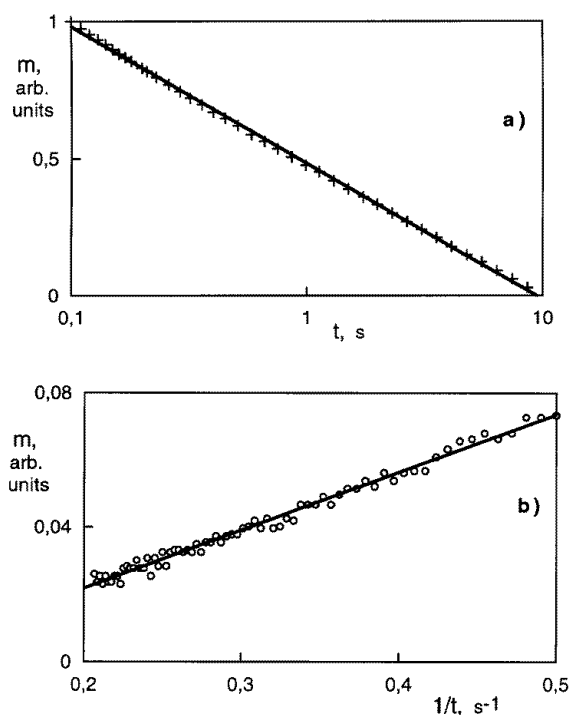 1
m,
arb.
units
a)
0,5
0
0,1
1
10
t, s
0,08
m,
arb.
units
b)
0,04
0
0,2
0,3
0,4
0,5
1/t, s-1